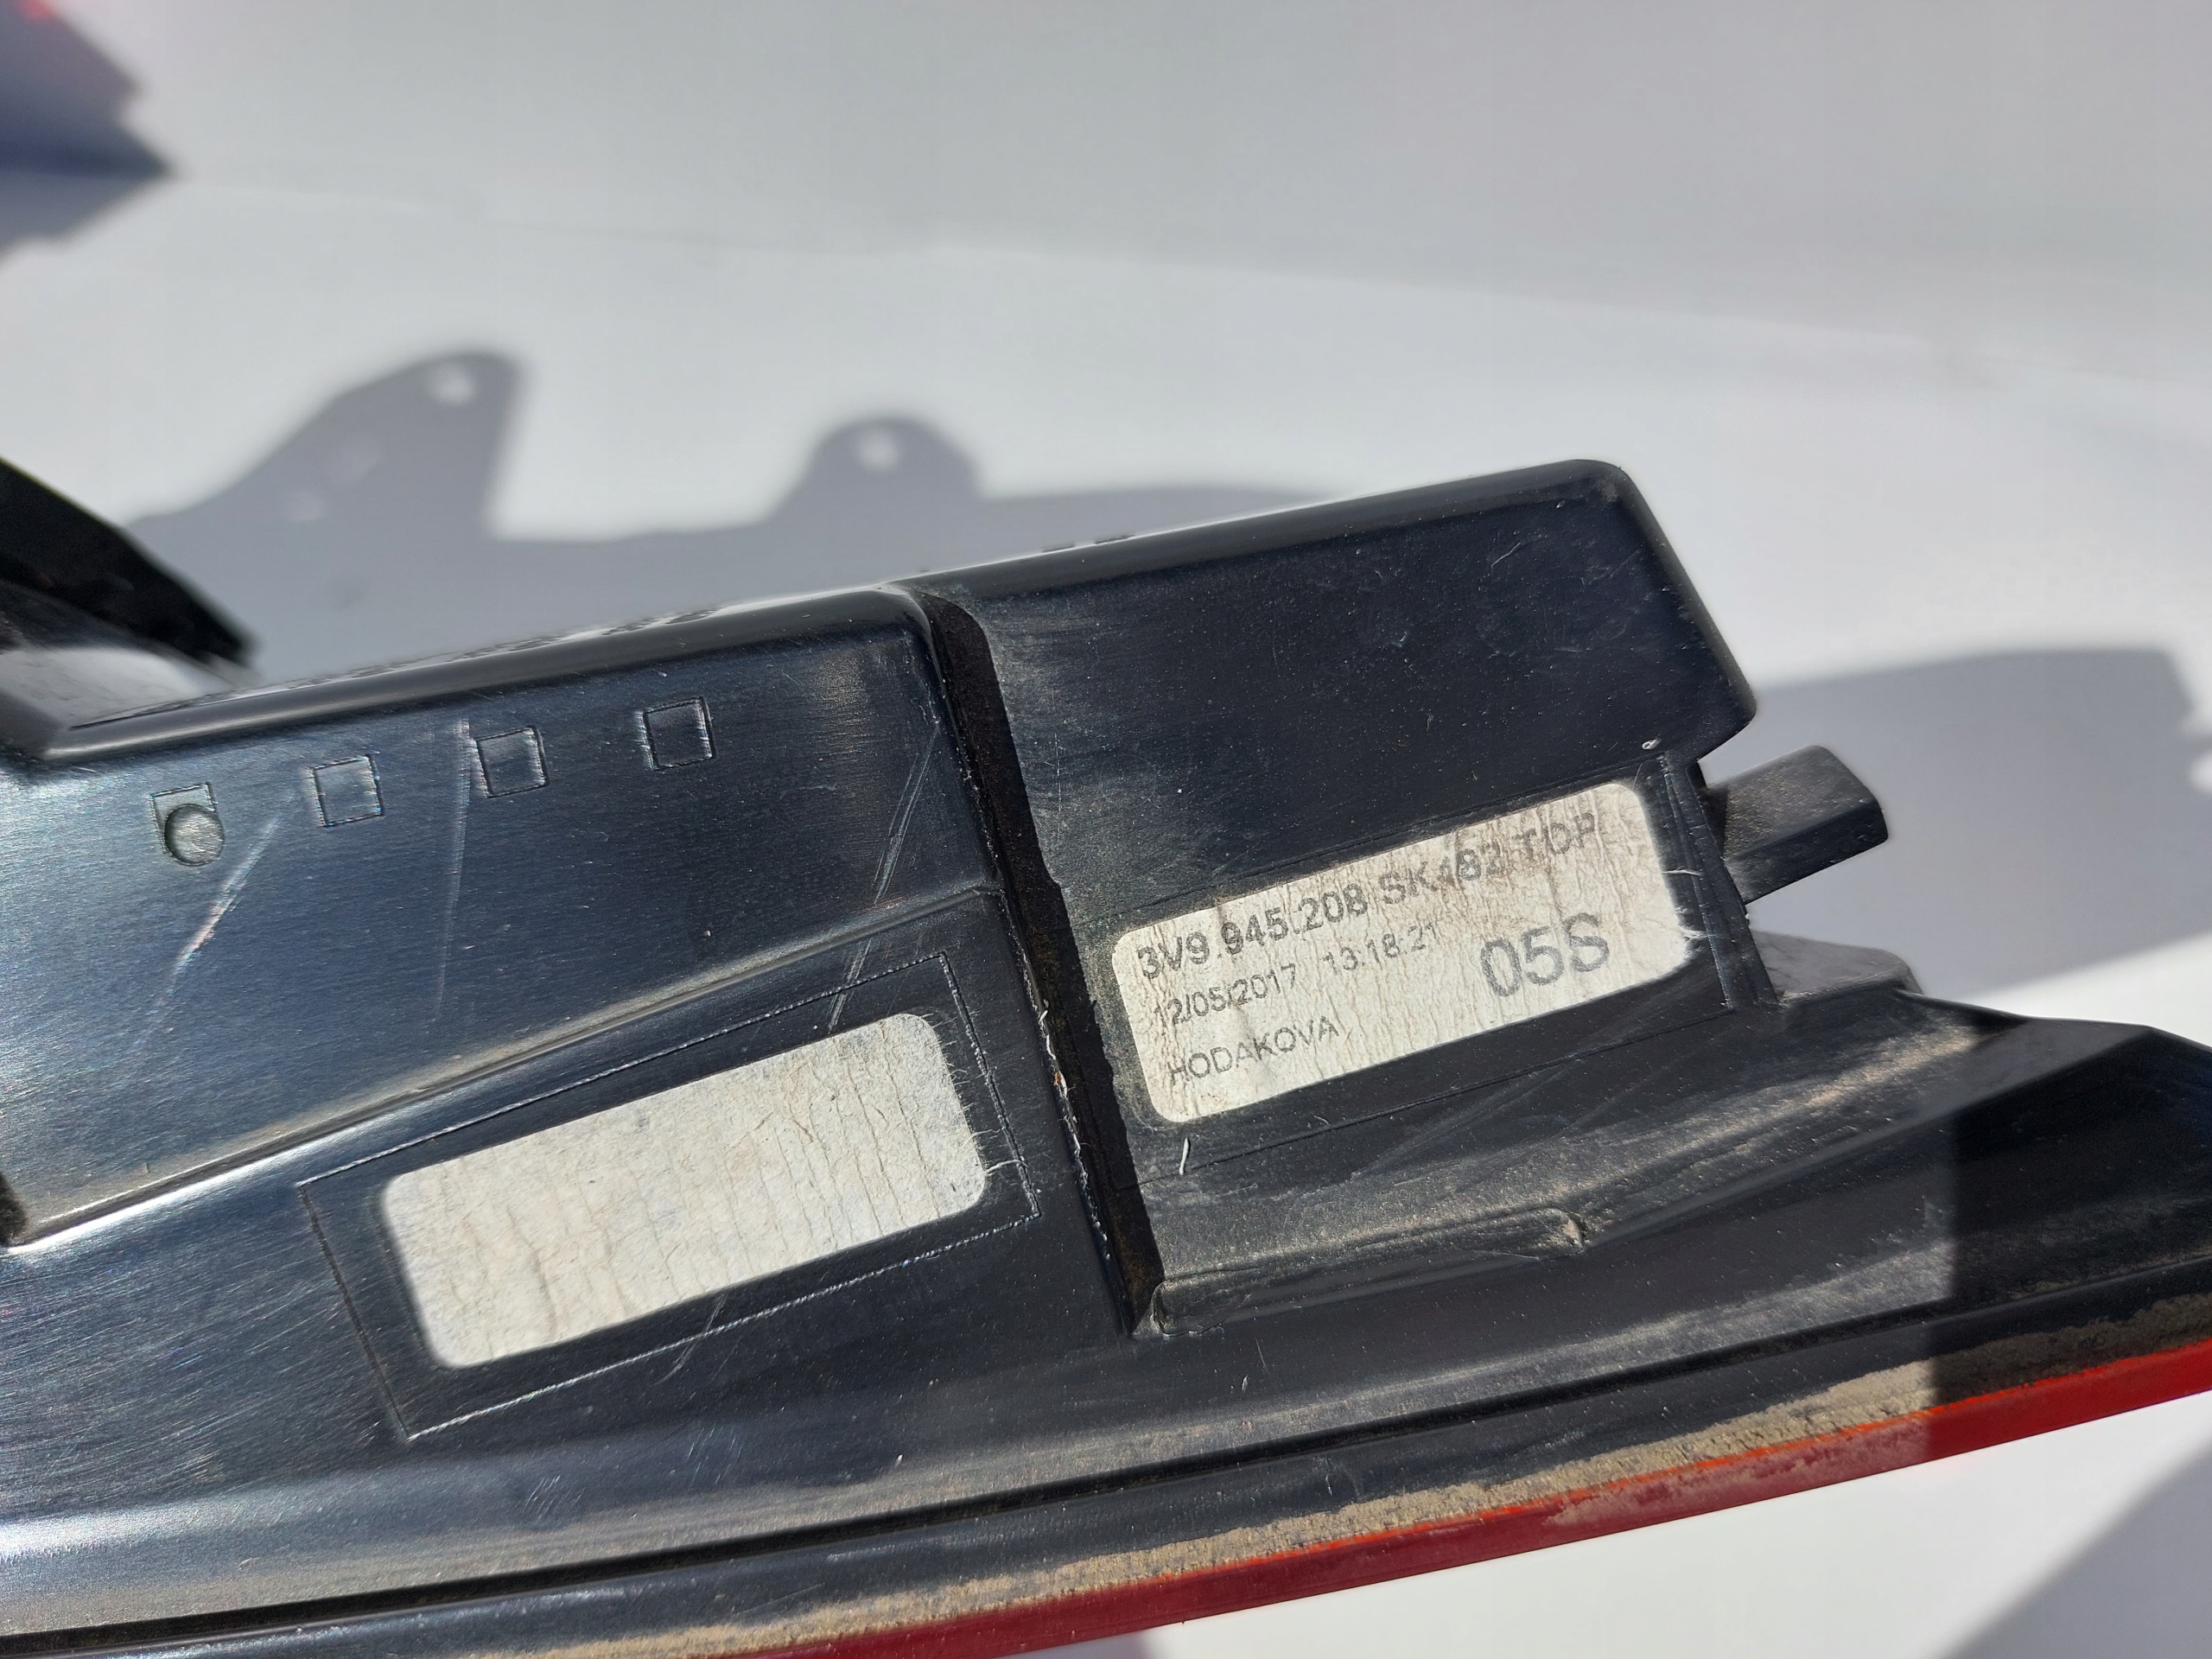 3V9.945.208 SK482 TOP
12/05/2017 13:18:21
05S
HODAKOVA